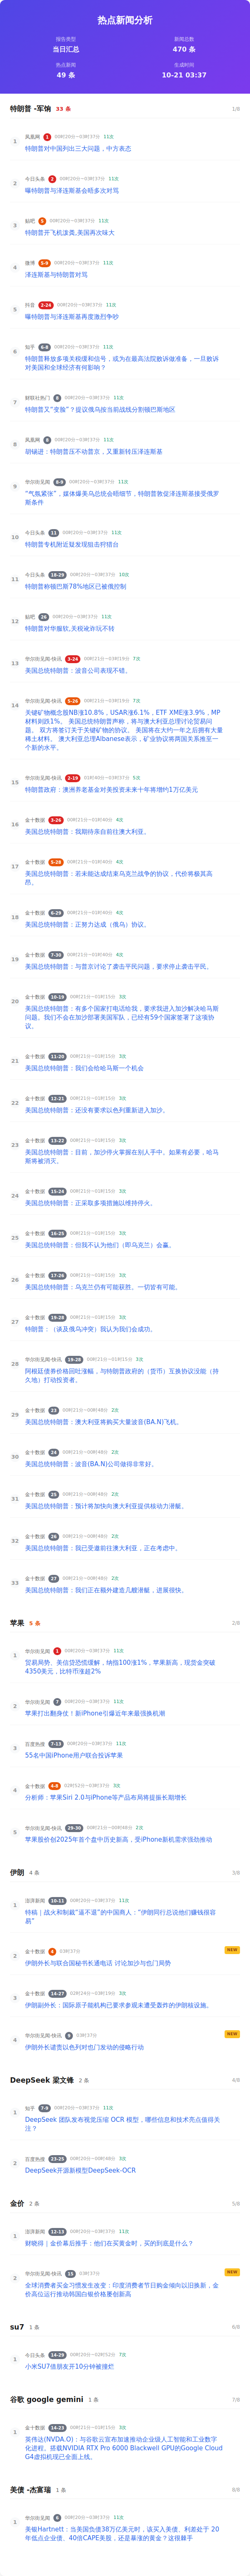 热点新闻分析
报告类型
新闻总数
当日汇总
470 条
热点新闻
生成时间
49 条
10-21 03:37
特朗普 -军饷 33 条 1/8
1 凤凰网 1 00时20分~03时37分 11次
特朗普对中国列出三大问题，中方表态
2 今日头条 2 00时20分~03时37分 11次
曝特朗普与泽连斯基会晤多次对骂
3 贴吧 5 00时20分~03时37分 11次
特朗普开飞机泼粪,美国再次味大
4 微博 5-9 00时20分~03时37分 11次
泽连斯基与特朗普对骂
5 抖音 2-24 00时20分~03时37分 11次
曝特朗普与泽连斯基再度激烈争吵
6 知乎 6-8 00时20分~03时37分 11次
特朗普释放多项关税缓和信号，或为在最高法院败诉做准备，一旦败诉
对美国和全球经济有何影响？
7 财联社热门 8 00时20分~03时37分 11次
特朗普又“变脸”？提议俄乌按当前战线分割顿巴斯地区
8 凤凰网 8 00时20分~03时37分 11次
胡锡进：特朗普压不动普京，又重新转压泽连斯基
9 华尔街见闻 8-9 00时20分~03时37分 11次
“气氛紧张”，媒体爆美乌总统会晤细节，特朗普敦促泽连斯基接受俄罗
斯条件
10 今日头条 11 00时20分~03时37分 11次
特朗普专机附近疑发现狙击狩猎台
11 今日头条 18-29 00时20分~03时37分 10次
特朗普称顿巴斯78%地区已被俄控制
12 贴吧 26 00时20分~03时37分 11次
特朗普对华服软,关税讹诈玩不转
13 华尔街见闻-快讯 3-24 00时21分~03时19分 7次
美国总统特朗普：波音公司表现不错。
14 华尔街见闻-快讯 5-26 00时21分~03时19分 7次
关键矿物概念股NB涨10.8%，USAR涨6.1%，ETF XME涨3.9%，MP
材料则跌1%。 美国总统特朗普声称，将与澳大利亚总理讨论贸易问
题。 双方将签订关于关键矿物的协议。 美国将在大约一年之后拥有大量
稀土材料。 澳大利亚总理Albanese表示，矿业协议将两国关系推至一
个新的水平。
15 华尔街见闻-快讯 2-19 01时40分~03时37分 5次
特朗普政府：澳洲养老基金对美投资未来十年将增约1万亿美元
16 金十数据 3-26 00时21分~01时40分 4次
美国总统特朗普：我期待亲自前往澳大利亚。
17 金十数据 5-28 00时21分~01时40分 4次
美国总统特朗普：若未能达成结束乌克兰战争的协议，代价将极其高
昂。
18 金十数据 6-29 00时21分~01时40分 4次
美国总统特朗普：正努力达成（俄乌）协议。
19 金十数据 7-30 00时21分~01时40分 4次
美国总统特朗普：与普京讨论了袭击平民问题，要求停止袭击平民。
20 金十数据 10-19 00时21分~01时15分 3次
美国总统特朗普：有多个国家打电话给我，要求我进入加沙解决哈马斯
问题。我们不会在加沙部署美国军队，已经有59个国家签署了这项协
议。
21 金十数据 11-20 00时21分~01时15分 3次
美国总统特朗普：我们会给哈马斯一个机会
22 金十数据 12-21 00时21分~01时15分 3次
美国总统特朗普：还没有要求以色列重新进入加沙。
23 金十数据 13-22 00时21分~01时15分 3次
美国总统特朗普：目前，加沙停火掌握在别人手中。如果有必要，哈马
斯将被消灭。
24 金十数据 15-24 00时21分~01时15分 3次
美国总统特朗普：正采取多项措施以维持停火。
25 金十数据 16-25 00时21分~01时15分 3次
美国总统特朗普：但我不认为他们（即乌克兰）会赢。
26 金十数据 17-26 00时21分~01时15分 3次
美国总统特朗普：乌克兰仍有可能获胜。一切皆有可能。
27 金十数据 19-28 00时21分~01时15分 3次
特朗普：（谈及俄乌冲突）我认为我们会成功。
28 华尔街见闻-快讯 19-28 00时21分~01时15分 3次
阿根廷债券价格回吐涨幅，与特朗普政府的（货币）互换协议没能（持
久地）打动投资者。
29 金十数据 23 00时21分~00时48分 2次
美国总统特朗普：澳大利亚将购买大量波音(BA.N)飞机。
30 金十数据 24 00时21分~00时48分 2次
美国总统特朗普：波音(BA.N)公司做得非常好。
31 金十数据 25 00时21分~00时48分 2次
美国总统特朗普：预计将加快向澳大利亚提供核动力潜艇。
32 金十数据 26 00时21分~00时48分 2次
美国总统特朗普：我已受邀前往澳大利亚，正在考虑中。
33 金十数据 27 00时21分~00时48分 2次
美国总统特朗普：我们正在额外建造几艘潜艇，进展很快。
苹果 5 条 2/8
1 华尔街见闻 1 00时20分~03时37分 11次
贸易局势、美信贷恐慌缓解，纳指100涨1%，苹果新高，现货金突破
4350美元，比特币涨超2%
2 华尔街见闻 7 00时20分~03时37分 11次
苹果打出翻身仗！新iPhone引爆近年来最强换机潮
3 百度热搜 7-13 00时20分~03时37分 11次
55名中国iPhone用户联合投诉苹果
4 金十数据 4-8 02时52分~03时37分 3次
分析师：苹果Siri 2.0与iPhone等产品布局将提振长期增长
5 华尔街见闻-快讯 29-30 00时21分~00时48分 2次
苹果股价创2025年首个盘中历史新高，受iPhone新机需求强劲推动
伊朗 4 条 3/8
1 澎湃新闻 10-11 00时20分~03时37分 11次
特稿｜战火和制裁“逼不退”的中国商人：“伊朗同行总说他们赚钱很容
易”
2 金十数据 4 03时37分 NEW
伊朗外长与联合国秘书长通电话 讨论加沙与也门局势
3 金十数据 14-27 03时24分~03时19分 3次
伊朗副外长：国际原子能机构已要求参观未遭受轰炸的伊朗核设施。
4 华尔街见闻-快讯 9 03时37分 NEW
伊朗外长谴责以色列对也门发动的侵略行动
DeepSeek 梁文锋 2 条 4/8
1 知乎 7-9 00时20分~03时37分 11次
DeepSeek 团队发布视觉压缩 OCR 模型，哪些信息和技术亮点值得关
注？
2 百度热搜 23-25 00时20分~00时48分 3次
DeepSeek开源新模型DeepSeek-OCR
金价 2 条 5/8
1 澎湃新闻 12-13 00时20分~03时37分 11次
财晓得｜金价幕后推手：他们在买黄金时，买的到底是什么？
2 华尔街见闻-快讯 15 03时37分 NEW
全球消费者买金习惯发生改变：印度消费者节日购金倾向以旧换新，金
价高位运行推动韩国白银价格屡创新高
su7 1 条 6/8
1 今日头条 14-29 00时20分~02时52分 7次
小米SU7借朋友开10分钟被撞烂
谷歌 google gemini 1 条 7/8
1 金十数据 14-23 00时21分~01时15分 3次
英伟达(NVDA.O)：与谷歌云宣布加速推动企业级人工智能和工业数字
化进程。搭载NVIDIA RTX Pro 6000 Blackwell GPU的Google Cloud
G4虚拟机现已全面上线。
美债 -杰富瑞 1 条 8/8
1 华尔街见闻 6 00时20分~03时37分 11次
美银Hartnett：当美国负债38万亿美元时，该买入美债、利差处于 20
年低点企业债、40倍CAPE美股，还是暴涨的黄金？这很棘手